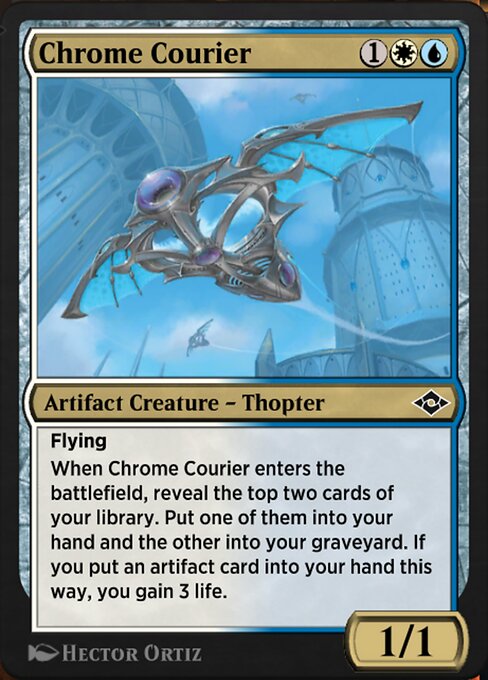 Chrome Courier 1
Artifact Creature – Thopter
Flying
When Chrome Courier enters the
battlefield, reveal the top two cards of
your library. Put one of them into your
hand and the other into your graveyard. If
you put an artifact card into your hand this
way, you gain 3 life.
1/1
Hector Ortiz